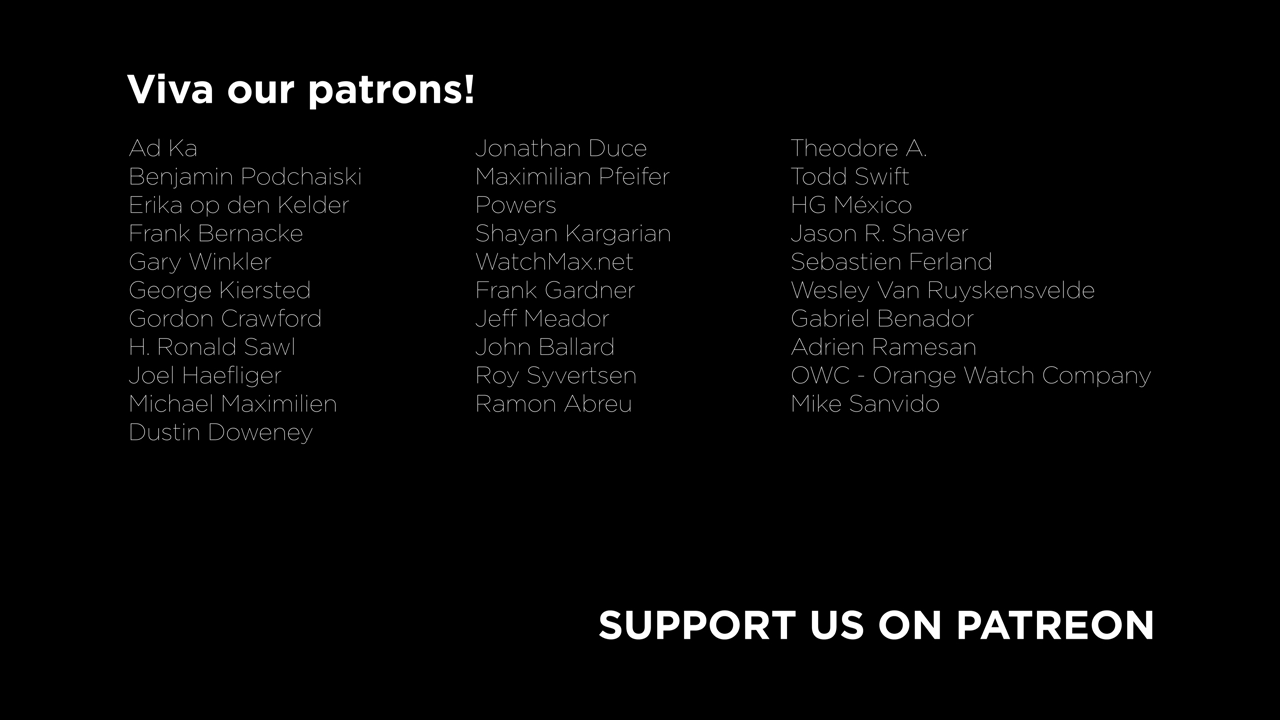 Viva our patrons!
Ad Ka
Benjamin Podchaiski
Erika op den Kelder
Frank Bernacke
Gary Winkler
George Kiersted
Gordon Crawford
H. Ronald Sawl
Joel Haefliger
Michael Maximilien
Dustin Doweney
Jonathan Duce
Maximilian Pfeifer
Powers
Shayan Kargarian
WatchMax.net
Frank Gardner
Jeff Meador
John Ballard
Roy Syvertsen
Ramon Abreu
Theodore A.
Todd Swift
HG México
Jason R. Shaver
Sebastien Ferland
Wesley Van Ruyskensvelde
Gabriel Benador
Adrien Ramesan
OWC - Orange Watch Company
Mike Sanvido
SUPPORT US ON PATREON